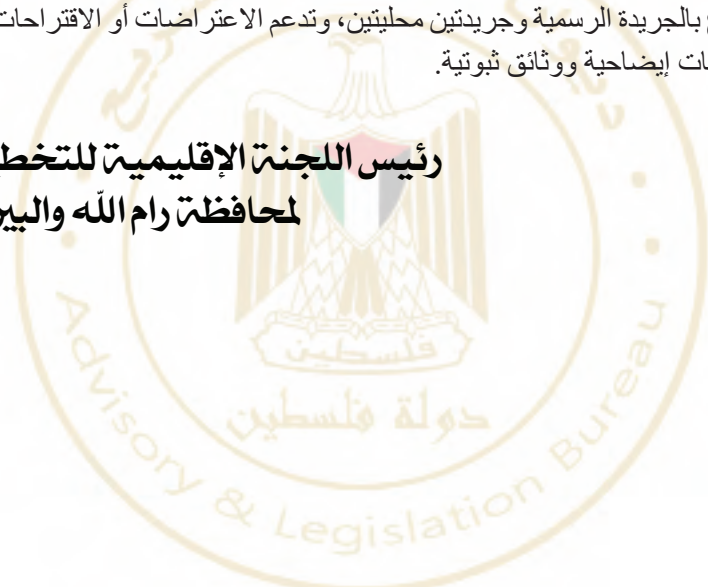 بالجريدة الرسمية وجريدتين محليتين، وتدعم الاعتراضات أو الاقتراحات
إيضاحية ووثائق ثبوتية.
رئيس اللجنة الإقليمية
لمحافظة رام الله
فلسطين
دولة فلسطين
Advisory & Legislation Bureau